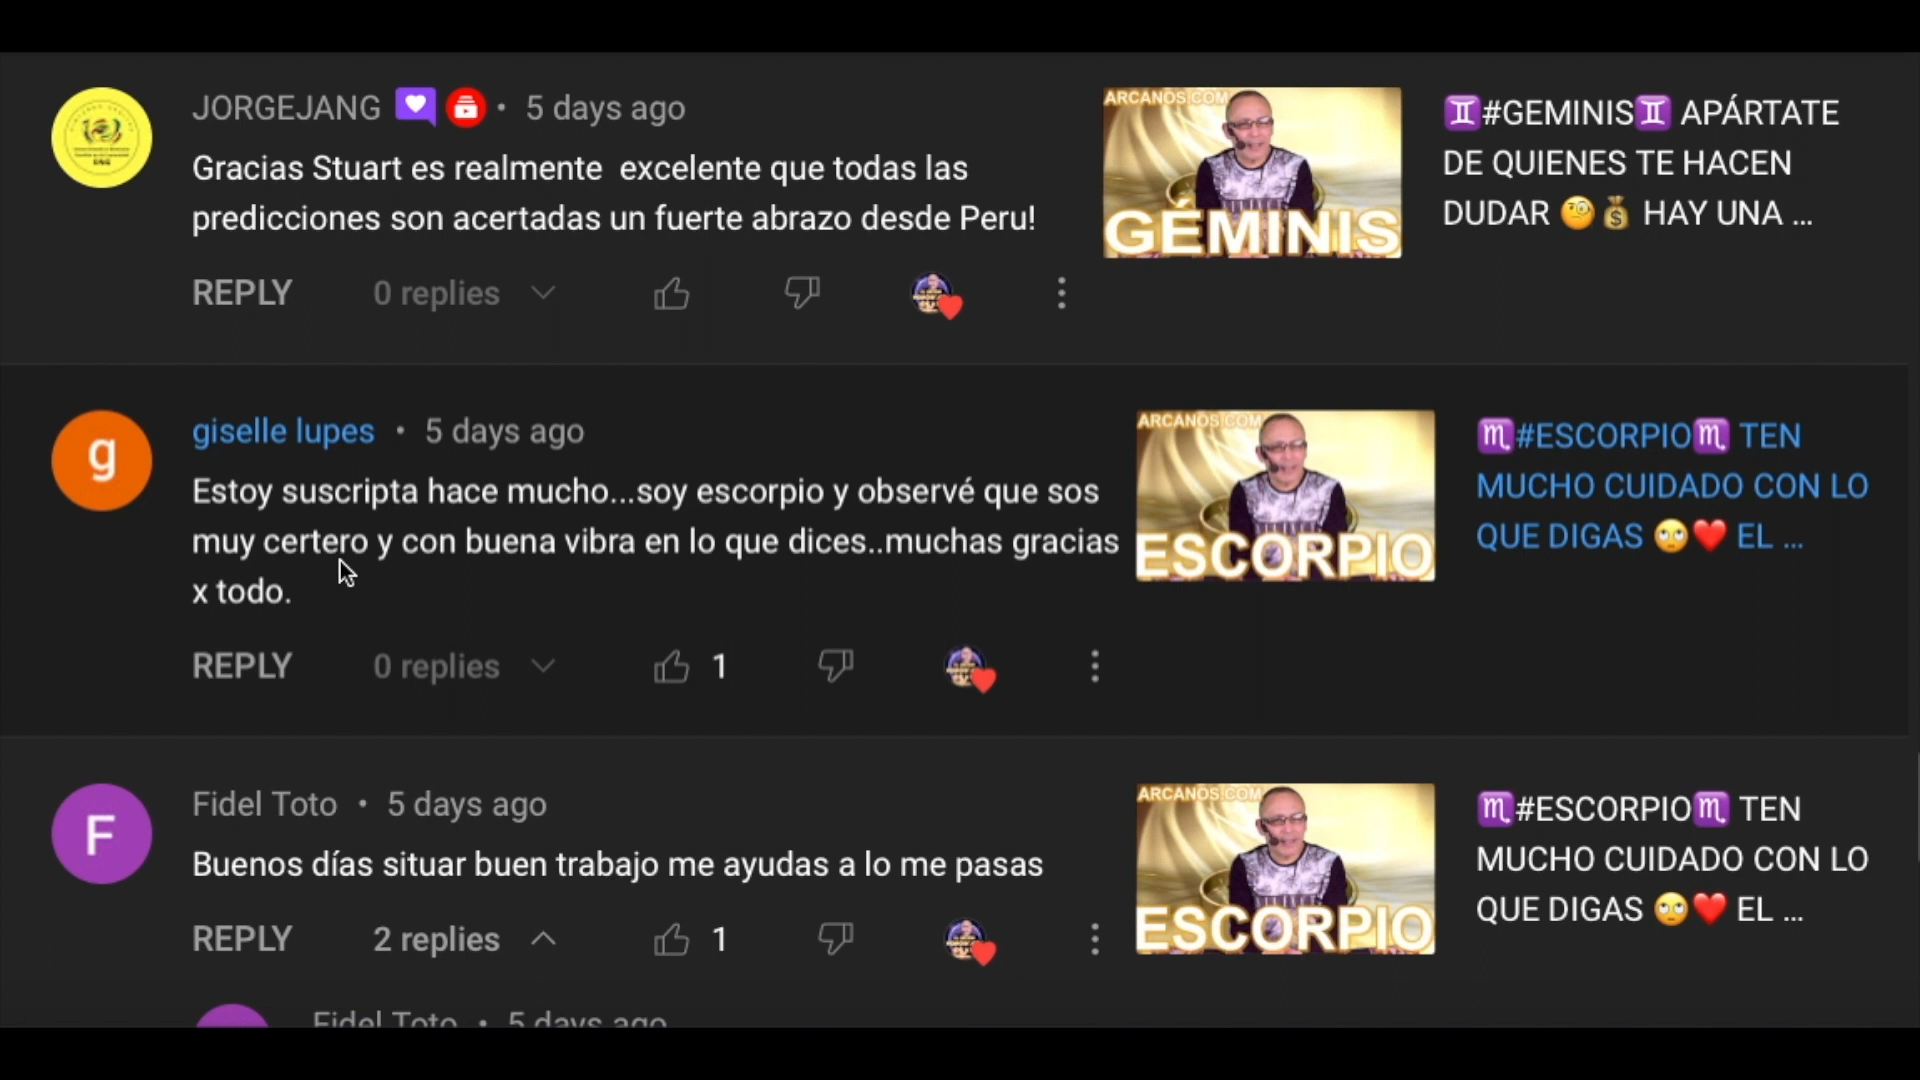 JORGEJANG • 5 days ago
Gracias Stuart es realmente  excelente que todas las
predicciones son acertadas un fuerte abrazo desde Peru!
REPLY 0 replies
ARCANOS.COM
GÉMINIS
♊#GEMINIS♊ APÁRTATE
DE QUIENES TE HACEN
DUDAR 🧐💰 HAY UNA ...
g
giselle lupes • 5 days ago
Estoy suscripta hace mucho...soy escorpio y observé que sos
muy certero y con buena vibra en lo que dices..muchas gracias
x todo.
REPLY 0 replies 1
ARCANOS.COM
ESCORPIO
♏#ESCORPIO♏ TEN
MUCHO CUIDADO CON LO
QUE DIGAS 🙄❤️ EL ...
F
Fidel Toto • 5 days ago
Buenos días situar buen trabajo me ayudas a lo me pasas
REPLY 2 replies 1
ARCANOS.COM
ESCORPIO
♏#ESCORPIO♏ TEN
MUCHO CUIDADO CON LO
QUE DIGAS 🙄❤️ EL ...
Fidel Toto • 5 days ago